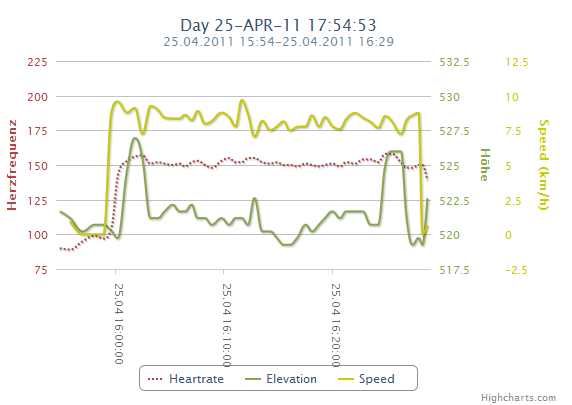 Day 25-APR-11 17:54:53
25.04.2011 15:54-25.04.2011 16:29
Herzfrequenz
225
200
175
150
125
100
75
532.5
530
527.5
525
522.5
520
517.5
Höhe
12.5
10
7.5
5
2.5
0
-2.5
Speed (km/h)
25.04 16:00:00
25.04 16:10:00
25.04 16:20:00
Heartrate
Elevation
Speed
Highcharts.com